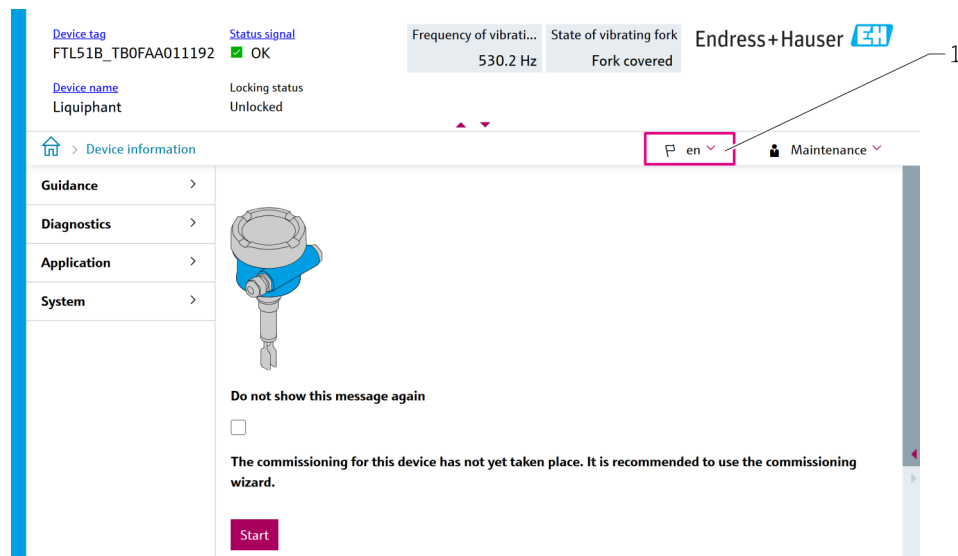 Device tag
FTL51B_TB0FAA011192
Status signal
OK
Frequency of vibrati...
530.2 Hz
State of vibrating fork
Fork covered
Endress+Hauser EH
1
Device name
Liquiphant
Locking status
Unlocked
> Device information
en
Maintenance
Guidance >
Diagnostics >
Application >
System >
Do not show this message again
The commissioning for this device has not yet taken place. It is recommended to use the commissioning
wizard.
Start